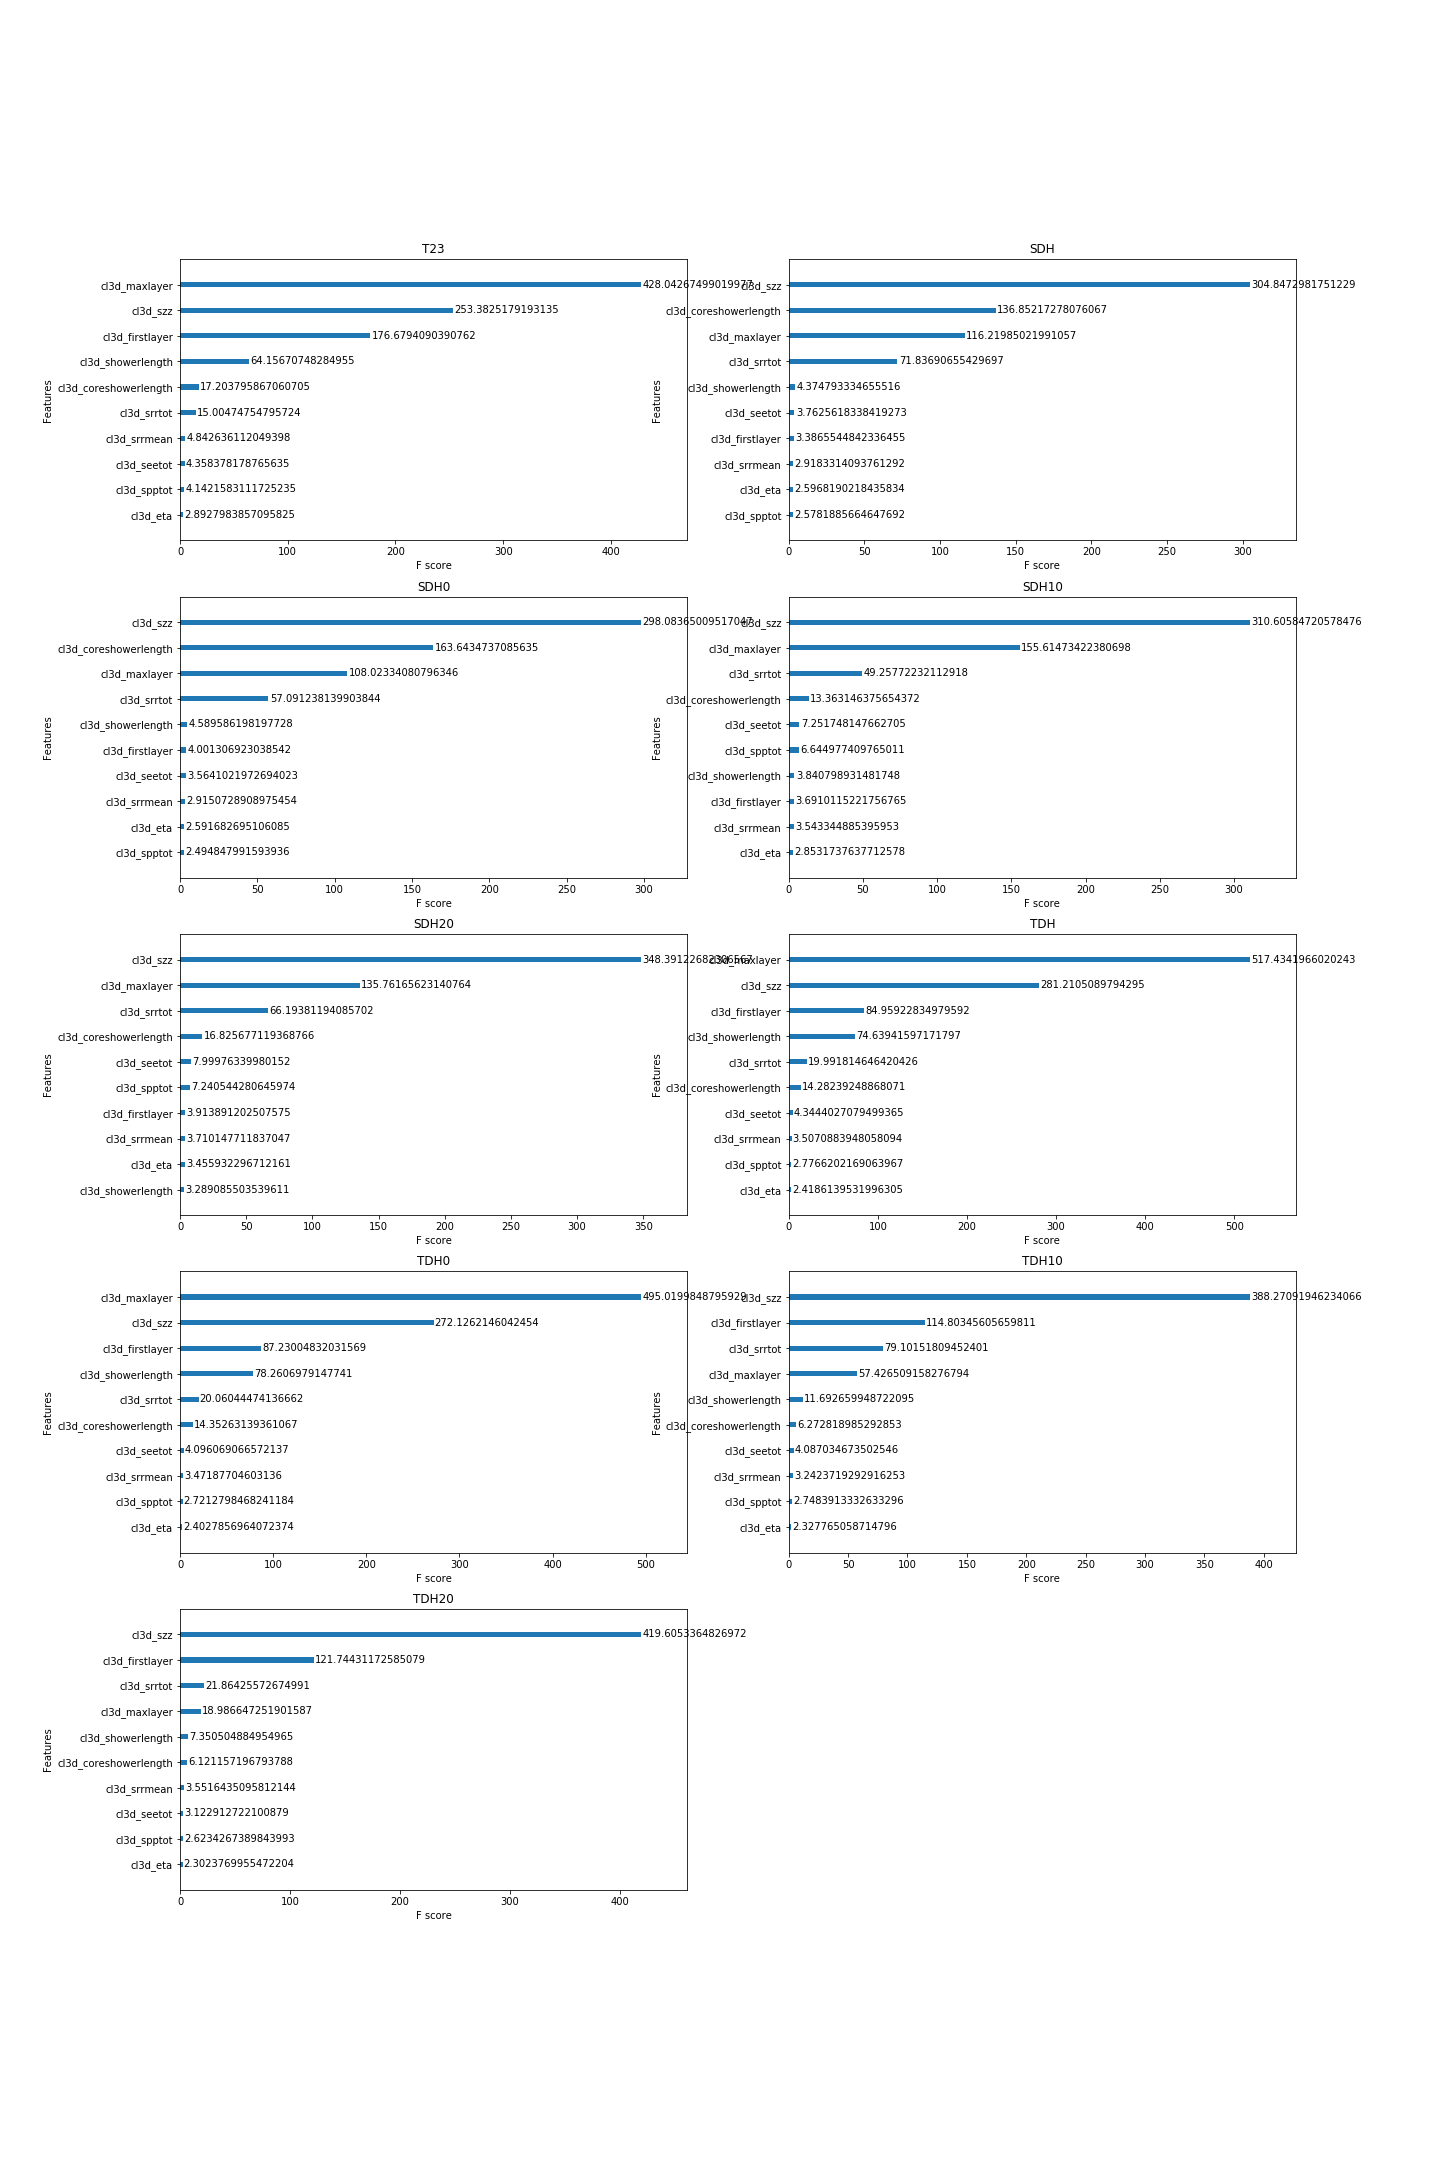 T23
cl3d_maxlayer 428.04267499019977
cl3d_szz 253.3825179193135
cl3d_firstlayer 176.6794090390762
cl3d_showerlength 64.15670748284955
cl3d_coreshowerlength 17.203795867060705
cl3d_srrtot 15.00474754795724
cl3d_srrmean 4.842636112049398
cl3d_seetot 4.358378178765635
cl3d_spptot 4.1421583111725235
cl3d_eta 2.8927983857095825
Features
0 100 200 300 400
F score
SDH
cl3d_szz 304.8472981751229
cl3d_coreshowerlength 136.85217278076067
cl3d_maxlayer 116.21985021991057
cl3d_srrtot 71.83690655429697
cl3d_showerlength 4.374793334655516
cl3d_seetot 3.7625618338419273
cl3d_firstlayer 3.3865544842336455
cl3d_srrmean 2.9183314093761292
cl3d_eta 2.5968190218435834
cl3d_spptot 2.5781885664647692
Features
0 50 100 150 200 250 300
F score
SDH0
cl3d_szz 298.08365009517047
cl3d_coreshowerlength 163.6434737085635
cl3d_maxlayer 108.02334080796346
cl3d_srrtot 57.091238139903844
cl3d_showerlength 4.589586198197728
cl3d_firstlayer 4.001306923038542
cl3d_seetot 3.5641021972694023
cl3d_srrmean 2.9150728908975454
cl3d_eta 2.591682695106085
cl3d_spptot 2.494847991593936
Features
0 50 100 150 200 250 300
F score
SDH10
cl3d_szz 310.60584720578476
cl3d_maxlayer 155.61473422380698
cl3d_srrtot 49.25772232112918
cl3d_coreshowerlength 13.363146375654372
cl3d_seetot 7.251748147662705
cl3d_spptot 6.644977409765011
cl3d_showerlength 3.840798931481748
cl3d_firstlayer 3.6910115221756765
cl3d_srrmean 3.543344885395953
cl3d_eta 2.8531737637712578
Features
0 50 100 150 200 250 300
F score
SDH20
cl3d_szz
cl3d_maxlayer 135.76165623140764
cl3d_srrtot 66.19381194085702
cl3d_coreshowerlength 16.825677119368766
cl3d_seetot 7.99976339980152
cl3d_spptot 7.240544280645974
cl3d_firstlayer 3.913891202507575
cl3d_srrmean 3.710147711837047
cl3d_eta 3.455932296712161
cl3d_showerlength 3.289085503539611
Features
0 50 100 150 200 250 300 350
F score
TDH
cl3d_maxlayer 517.4341966020243
cl3d_szz 281.2105089794295
cl3d_firstlayer 84.95922834979592
cl3d_showerlength 74.63941597171797
cl3d_srrtot 19.991814646420426
cl3d_coreshowerlength 14.28239248868071
cl3d_seetot 4.3444027079499365
cl3d_srrmean 3.5070883948058094
cl3d_spptot 2.7766202169063967
cl3d_eta 2.4186139531996305
Features
0 100 200 300 400 500
F score
TDH0
cl3d_maxlayer
cl3d_szz 272.1262146042454
cl3d_firstlayer 87.23004832031569
cl3d_showerlength 78.2606979147741
cl3d_srrtot 20.06044474136662
cl3d_coreshowerlength 14.35263139361067
cl3d_seetot 4.096069066572137
cl3d_srrmean 3.47187704603136
cl3d_spptot 2.7212798468241184
cl3d_eta 2.4027856964072374
Features
0 100 200 300 400 500
F score
TDH10
cl3d_szz 388.27091946234066
cl3d_firstlayer 114.80345605659811
cl3d_srrtot 79.10151809452401
cl3d_maxlayer 57.426509158276794
cl3d_showerlength 11.692659948722095
cl3d_coreshowerlength 6.272818985292853
cl3d_seetot 4.087034673502546
cl3d_srrmean 3.2423719292916253
cl3d_spptot 2.7483913332633296
cl3d_eta 2.327765058714796
Features
0 50 100 150 200 250 300 350 400
F score
TDH20
cl3d_szz 419.6053364826972
cl3d_firstlayer 121.74431172585079
cl3d_srrtot 21.86425572674991
cl3d_maxlayer 18.986647251901587
cl3d_showerlength 7.350504884954965
cl3d_coreshowerlength 6.121157196793788
cl3d_srrmean 3.5516435095812144
cl3d_seetot 3.122912722100879
cl3d_spptot 2.6234267389843993
cl3d_eta 2.3023769955472204
Features
0 100 200 300 400
F score